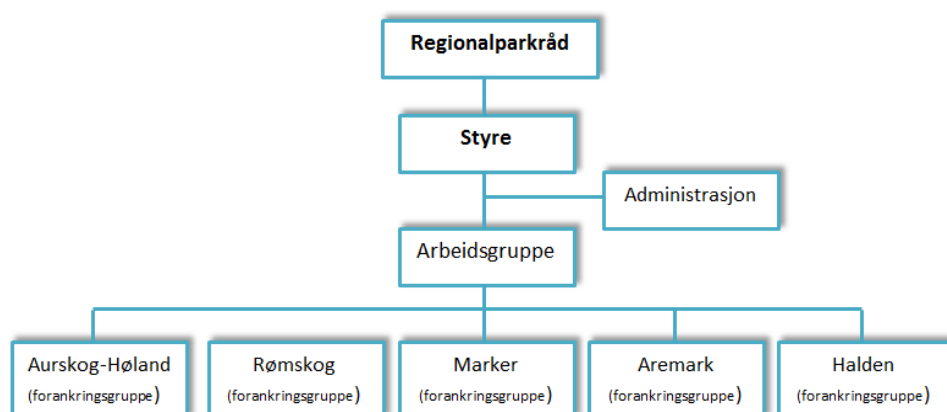 Regionalparkråd
Styre
Administrasjon
Arbeidsgruppe
Aurskog-Høland
(forankringsgruppe)
Rømskog
(forankringsgruppe)
Marker
(forankringsgruppe)
Aremark
(forankringsgruppe)
Halden
(forankringsgruppe)